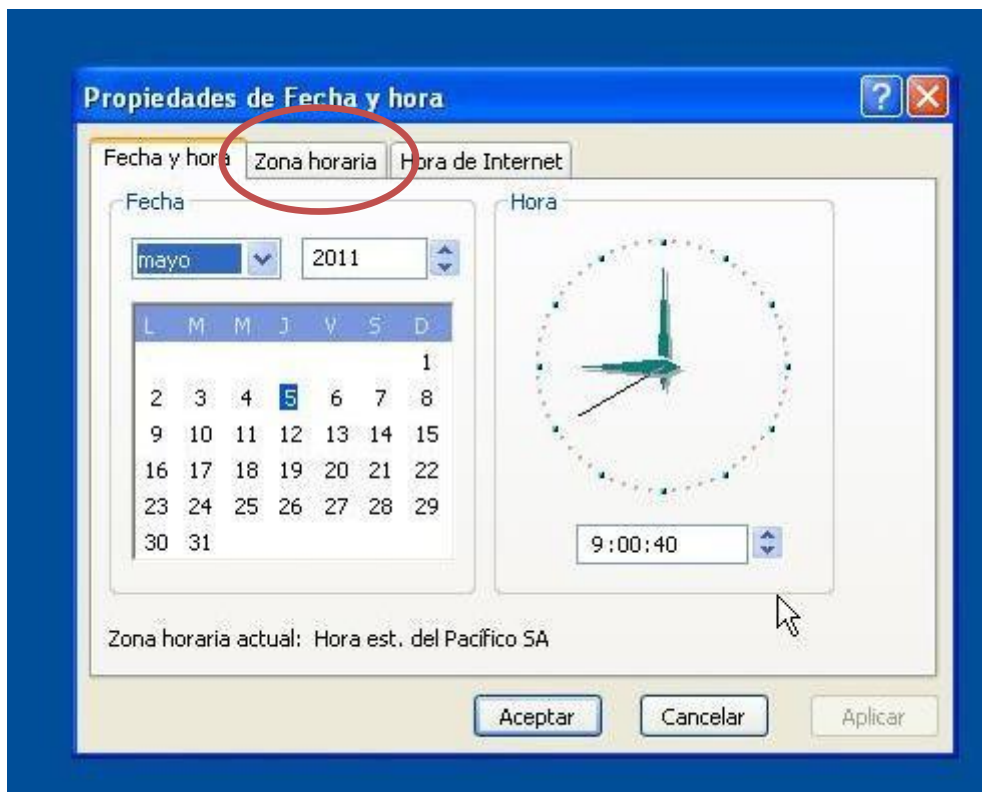 Propiedades de Fecha y hora
Fecha y hora Zona horaria Hora de Internet
Fecha
Hora
mayo 2011
L M M J V S D
1
2 3 4 5 6 7 8
9 10 11 12 13 14 15
16 17 18 19 20 21 22
23 24 25 26 27 28 29
30 31
9:00:40
Zona horaria actual: Hora est. del Pacífico SA
Aceptar Cancelar Aplicar